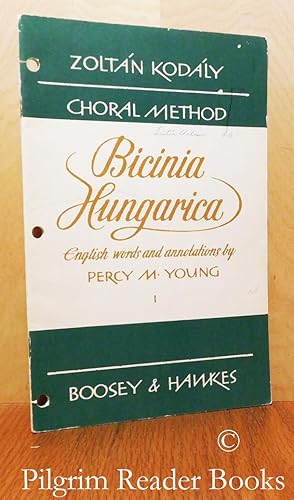 ZOLTÁN KODÁLY
CHORAL METHOD
Bicinia
Hungarica
English words and annotations by
PERCY M. YOUNG
I
BOOSEY & HAWKES
©
Pilgrim Reader Books